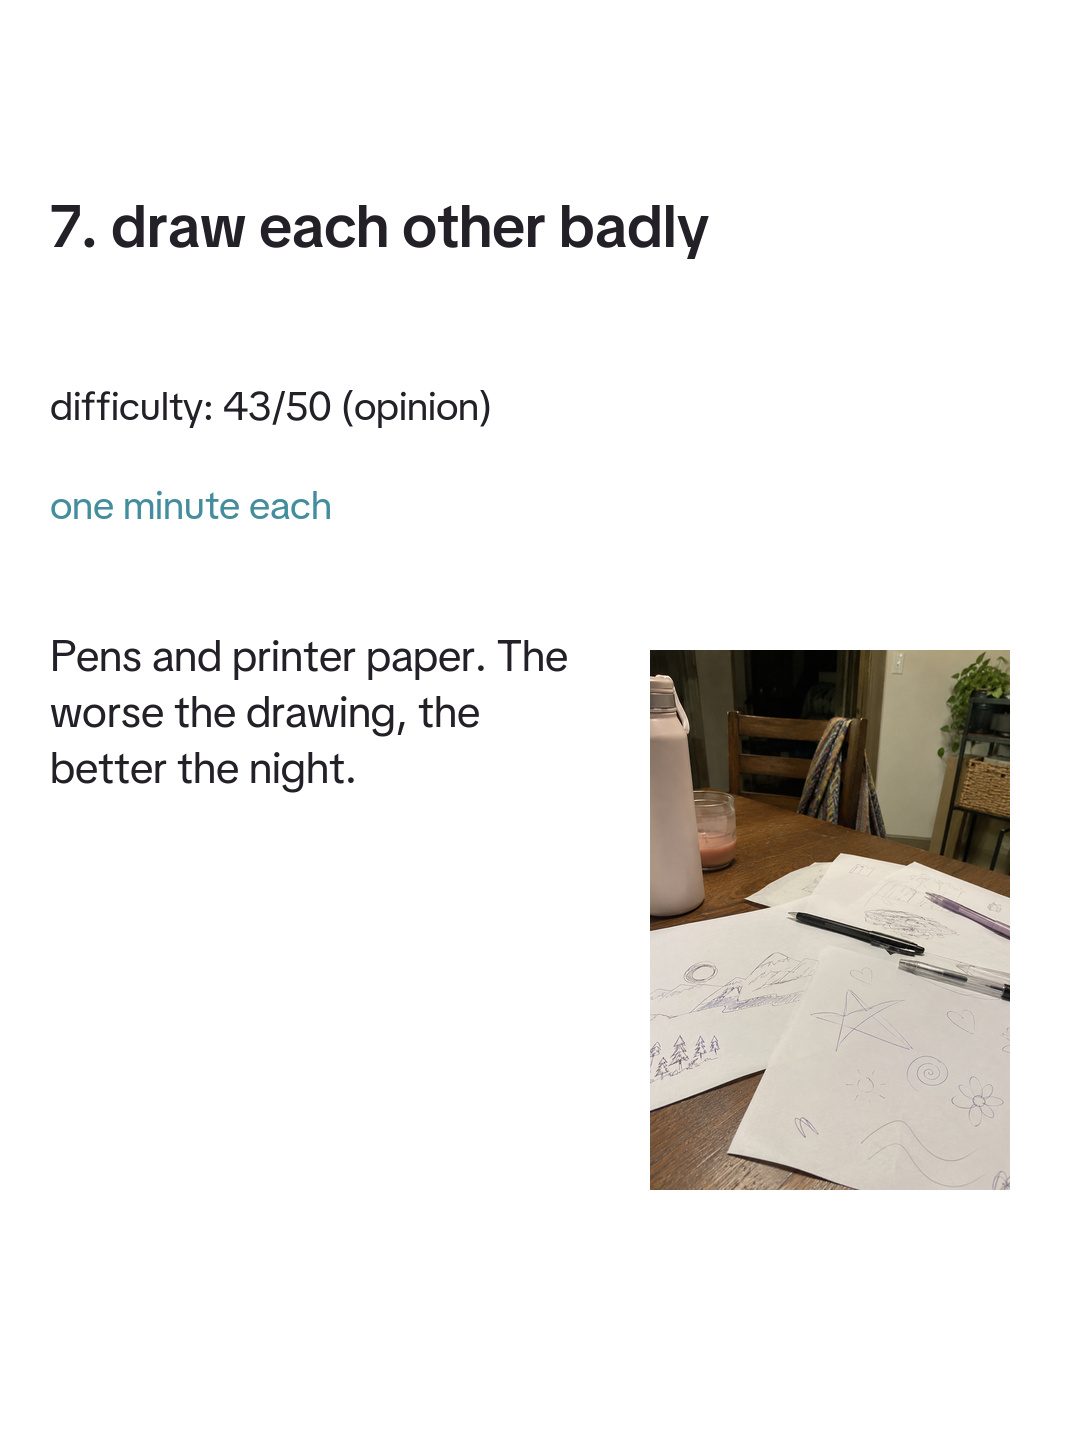 7. draw each other badly
difficulty: 43/50 (opinion)
one minute each
Pens and printer paper. The
worse the drawing, the
better the night.